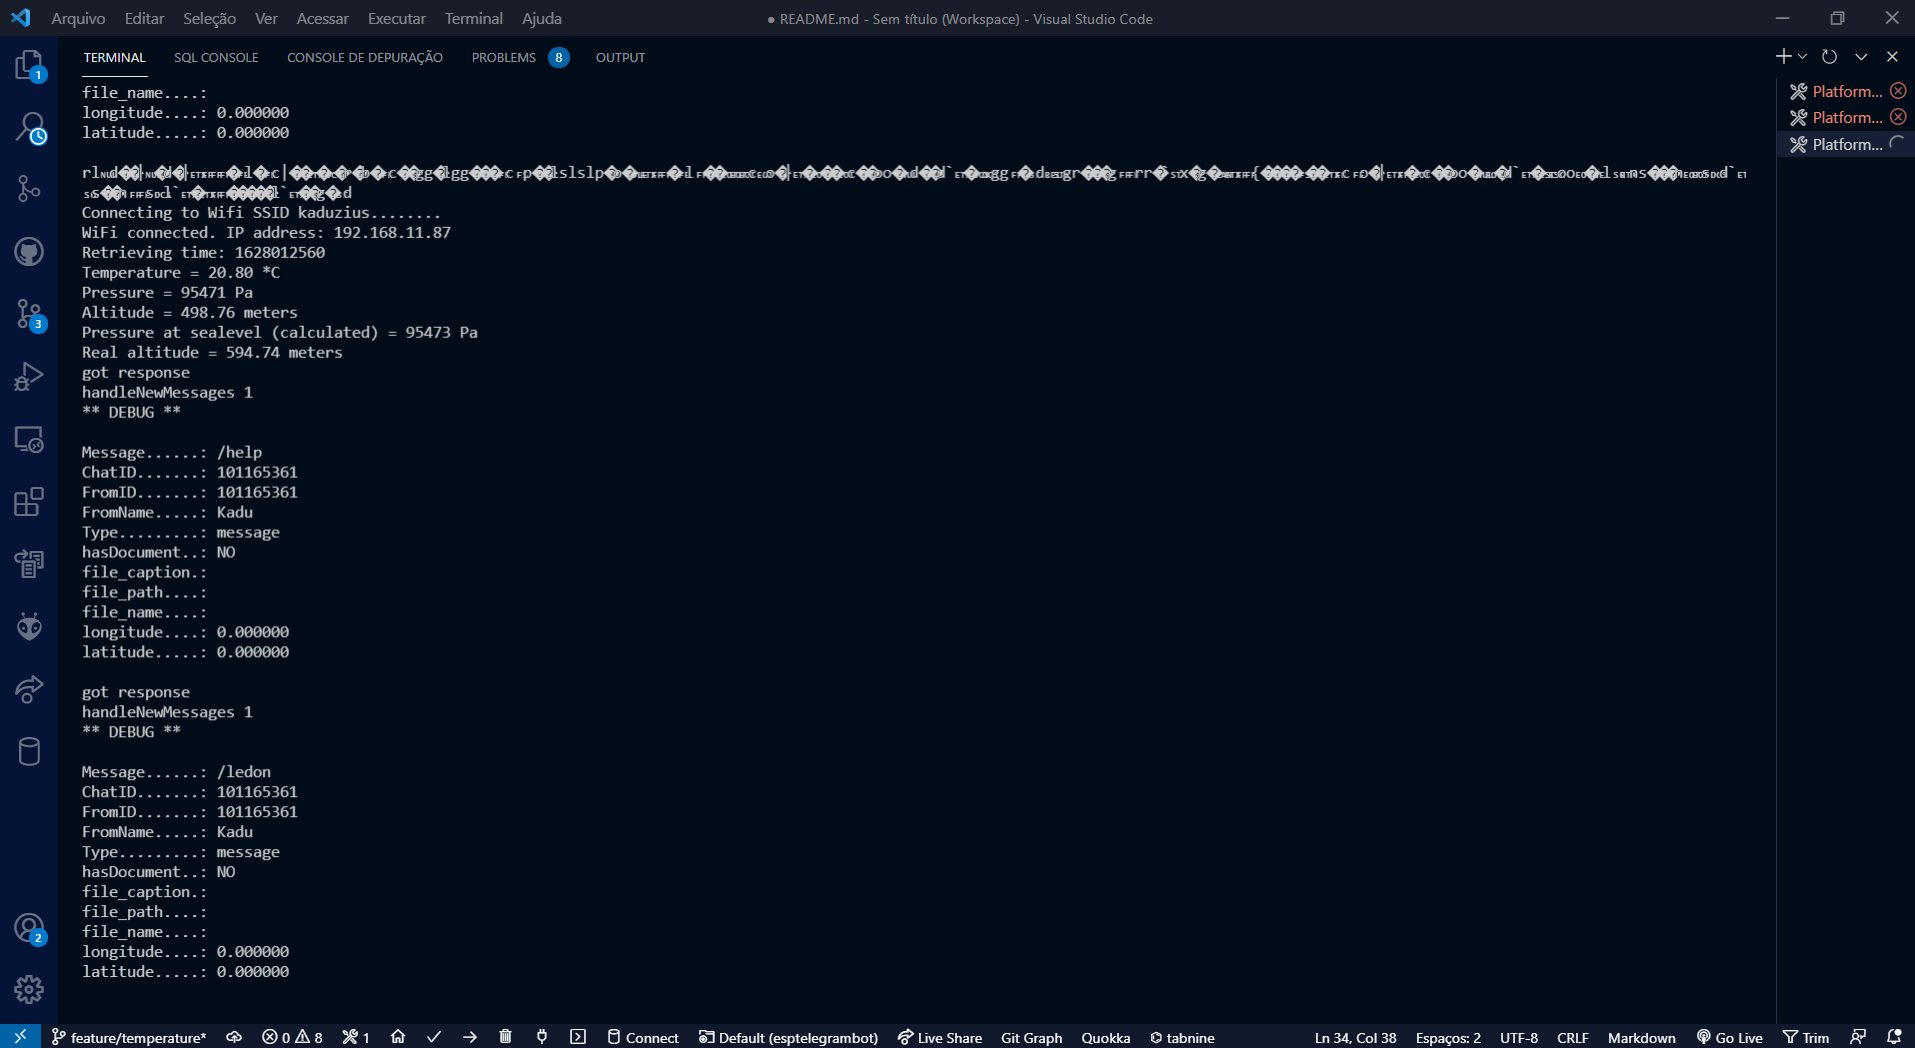 Arquivo Editar Seleção Ver Acessar Executar Terminal Ajuda
● README.md - Sem título (Workspace) - Visual Studio Code
TERMINAL SQL CONSOLE CONSOLE DE DEPURAÇÃO PROBLEMS 8 OUTPUT
1
3
2
Platform...
Platform...
Platform...
file_name....:
longitude....: 0.000000
latitude.....: 0.000000
Connecting to Wifi SSID kaduzius........
WiFi connected. IP address: 192.168.11.87
Retrieving time: 1628012560
Temperature = 20.80 *C
Pressure = 95471 Pa
Altitude = 498.76 meters
Pressure at sealevel (calculated) = 95473 Pa
Real altitude = 594.74 meters
got response
handleNewMessages 1
** DEBUG **
Message......: /help
ChatID.......: 101165361
FromID.......: 101165361
FromName.....: Kadu
Type.........: message
hasDocument..: NO
file_caption.:
file_path....:
file_name....:
longitude....: 0.000000
latitude.....: 0.000000
got response
handleNewMessages 1
** DEBUG **
Message......: /ledon
ChatID.......: 101165361
FromID.......: 101165361
FromName.....: Kadu
Type.........: message
hasDocument..: NO
file_caption.:
file_path....:
file_name....:
longitude....: 0.000000
latitude.....: 0.000000
feature/temperature* 0 8 1 Connect Default (esptelegrambot) Live Share Git Graph Quokka tabnine Ln 34, Col 38 Espaços: 2 UTF-8 CRLF Markdown Go Live Trim